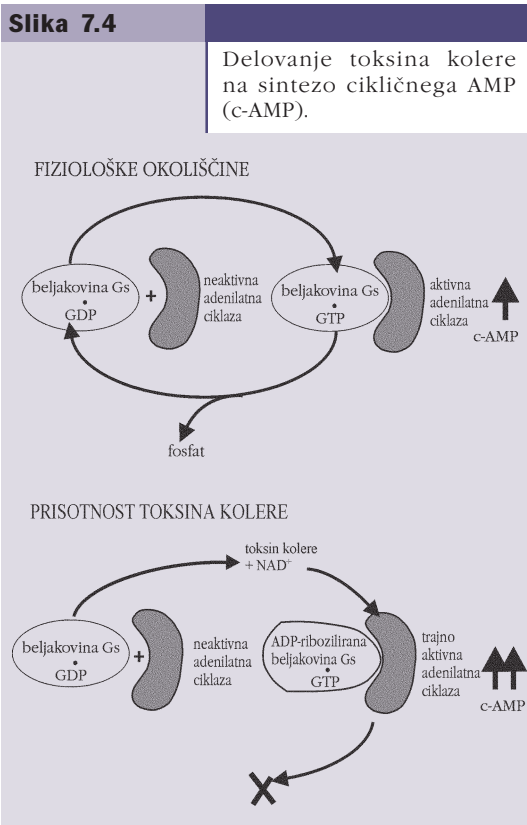 Slika 7.4
Delovanje toksina kolere
na sintezo cikličnega AMP
(c-AMP).
FIZIOLOŠKE OKOLIŠČINE
beljakovina Gs
•
GDP
+
neaktivna
adenilatna
ciklaza
beljakovina Gs
•
GTP
aktivna
adenilatna
ciklaza
c-AMP
fosfat
PRISOTNOST TOKSINA KOLERE
toksin kolere
+ NAD⁺
beljakovina Gs
•
GDP
+
neaktivna
adenilatna
ciklaza
ADP-ribozilirana
beljakovina Gs
•
GTP
trajno
aktivna
adenilatna
ciklaza
c-AMP